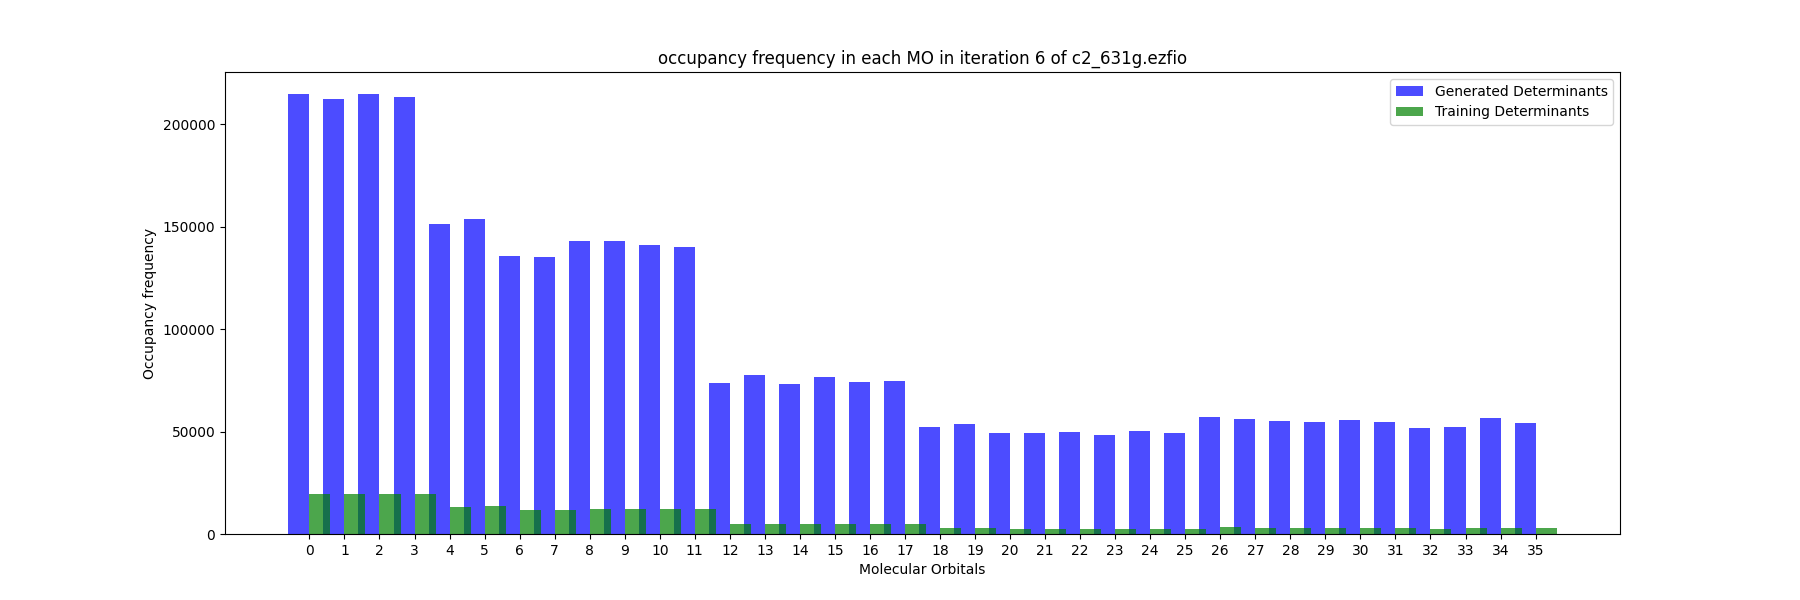 occupancy frequency in each MO in iteration 6 of c2_631g.ezfio
Generated Determinants
Training Determinants
200000
150000
100000
50000
0
Occupancy frequency
0 1 2 3 4 5 6 7 8 9 10 11 12 13 14 15 16 17 18 19 20 21 22 23 24 25 26 27 28 29 30 31 32 33 34 35
Molecular Orbitals